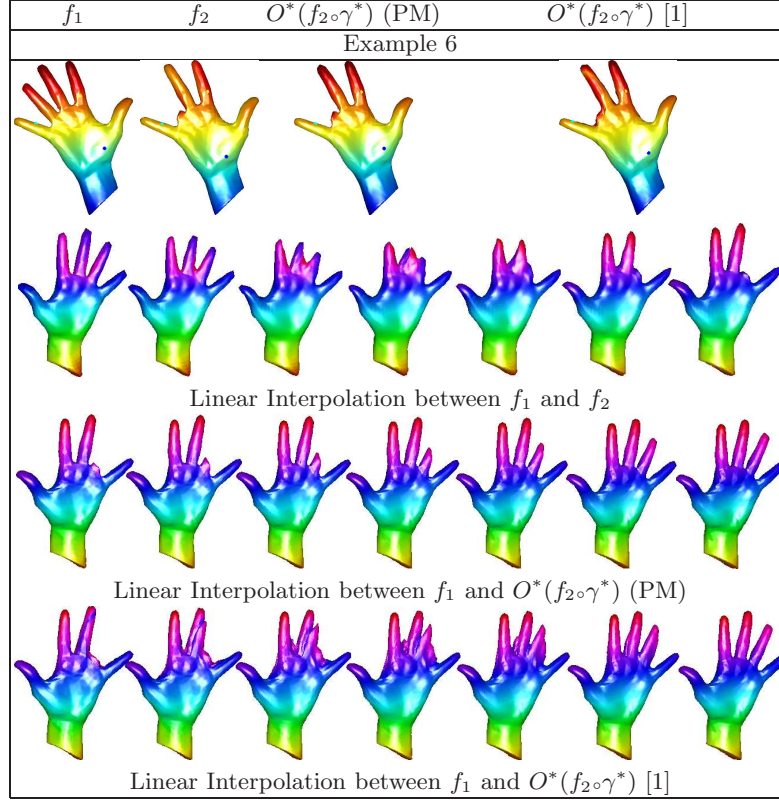 f₁ f₂ O*(f₂∘γ*) (PM) O*(f₂∘γ*) [1]
Example 6
Linear Interpolation between f₁ and f₂
Linear Interpolation between f₁ and O*(f₂∘γ*) (PM)
Linear Interpolation between f₁ and O*(f₂∘γ*) [1]